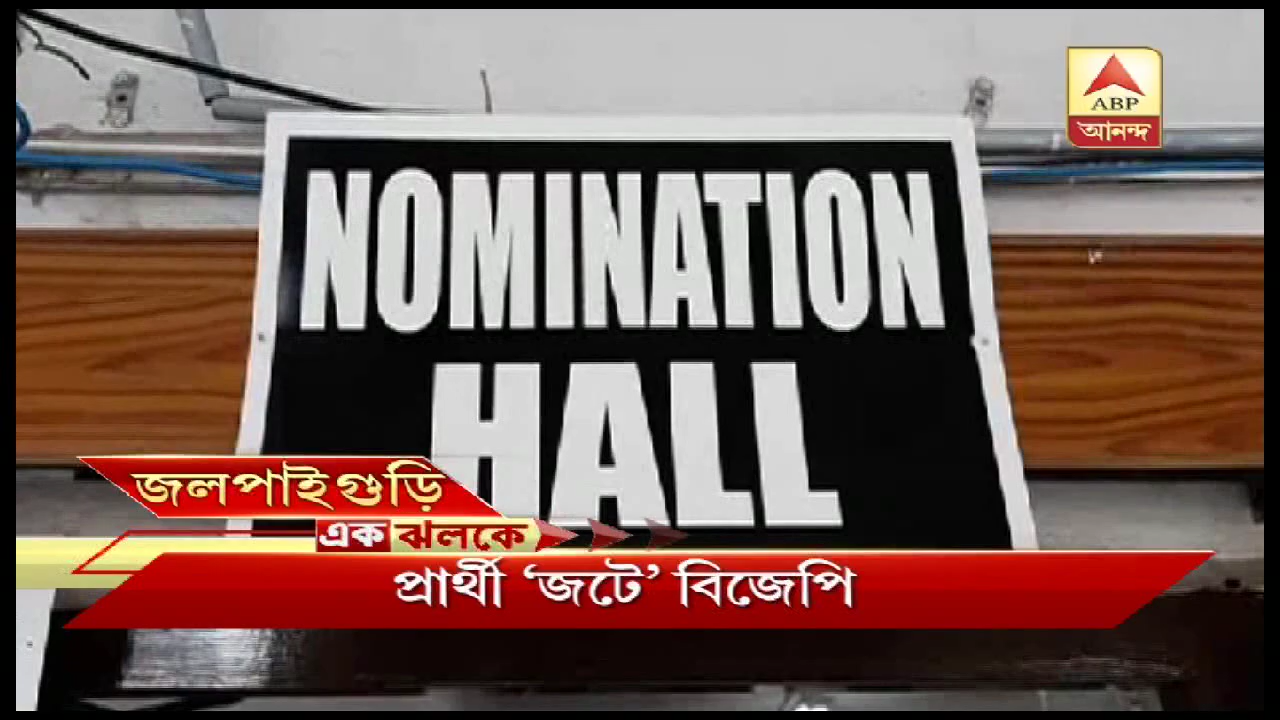 ABP
আনন্দ
NOMINATION
HALL
জলপাইগুড়ি
এক ঝলকে
প্রার্থী ‘জটে’ বিজেপি